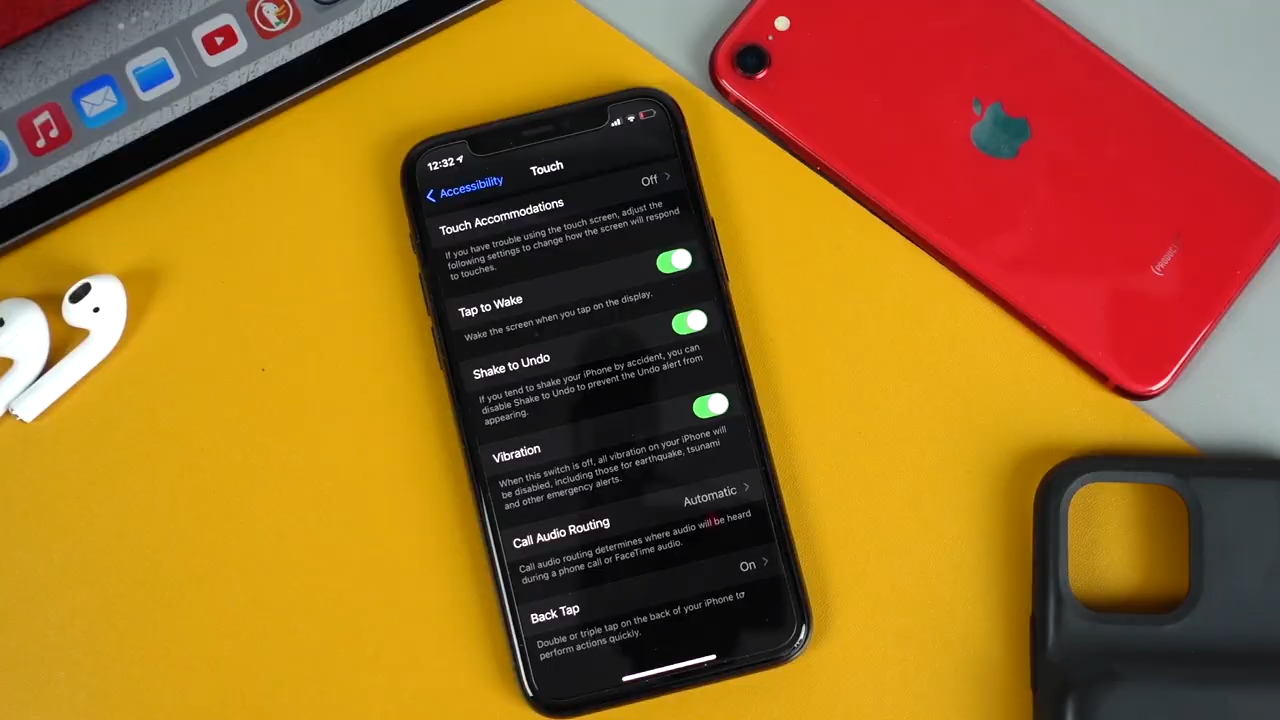 12:32
Accessibility
Touch
Touch Accommodations
Off
If you have trouble using the touch screen, adjust the
following settings to change how the screen will respond
to touches.
Tap to Wake
Wake the screen when you tap on the display.
Shake to Undo
If you tend to shake your iPhone by accident, you can
disable Shake to Undo to prevent the Undo alert from
appearing.
Vibration
When this switch is off, all vibration on your iPhone will
be disabled, including those for earthquake, tsunami
and other emergency alerts.
Call Audio Routing
Automatic
Call audio routing determines where audio will be heard
during a phone call or FaceTime audio.
Back Tap
On
Double or triple tap on the back of your iPhone to
perform actions quickly.
(PRODUCT)